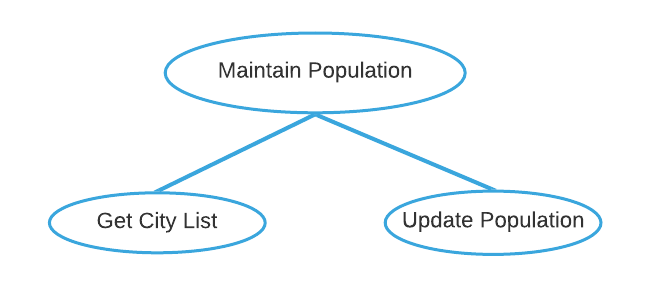 Maintain Population
Get City List
Update Population